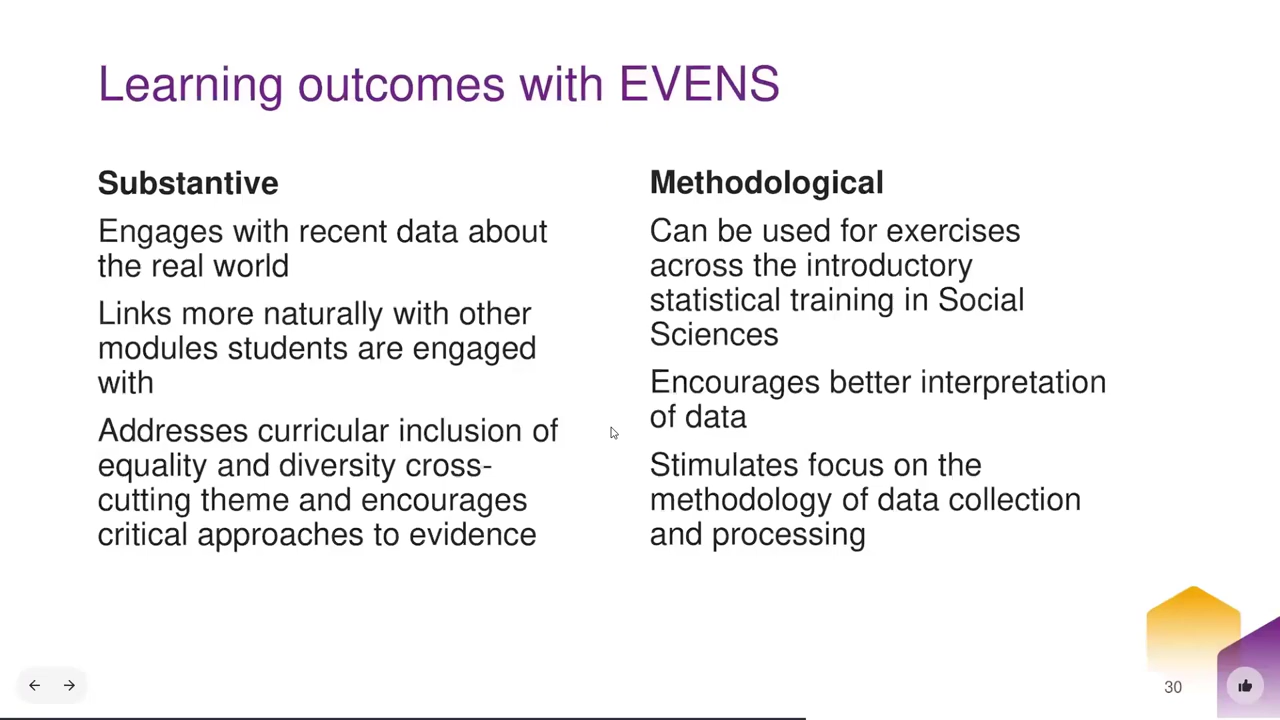 Learning outcomes with EVENS
Substantive
Engages with recent data about
the real world
Links more naturally with other
modules students are engaged
with
Addresses curricular inclusion of
equality and diversity cross-
cutting theme and encourages
critical approaches to evidence
Methodological
Can be used for exercises
across the introductory
statistical training in Social
Sciences
Encourages better interpretation
of data
Stimulates focus on the
methodology of data collection
and processing
30